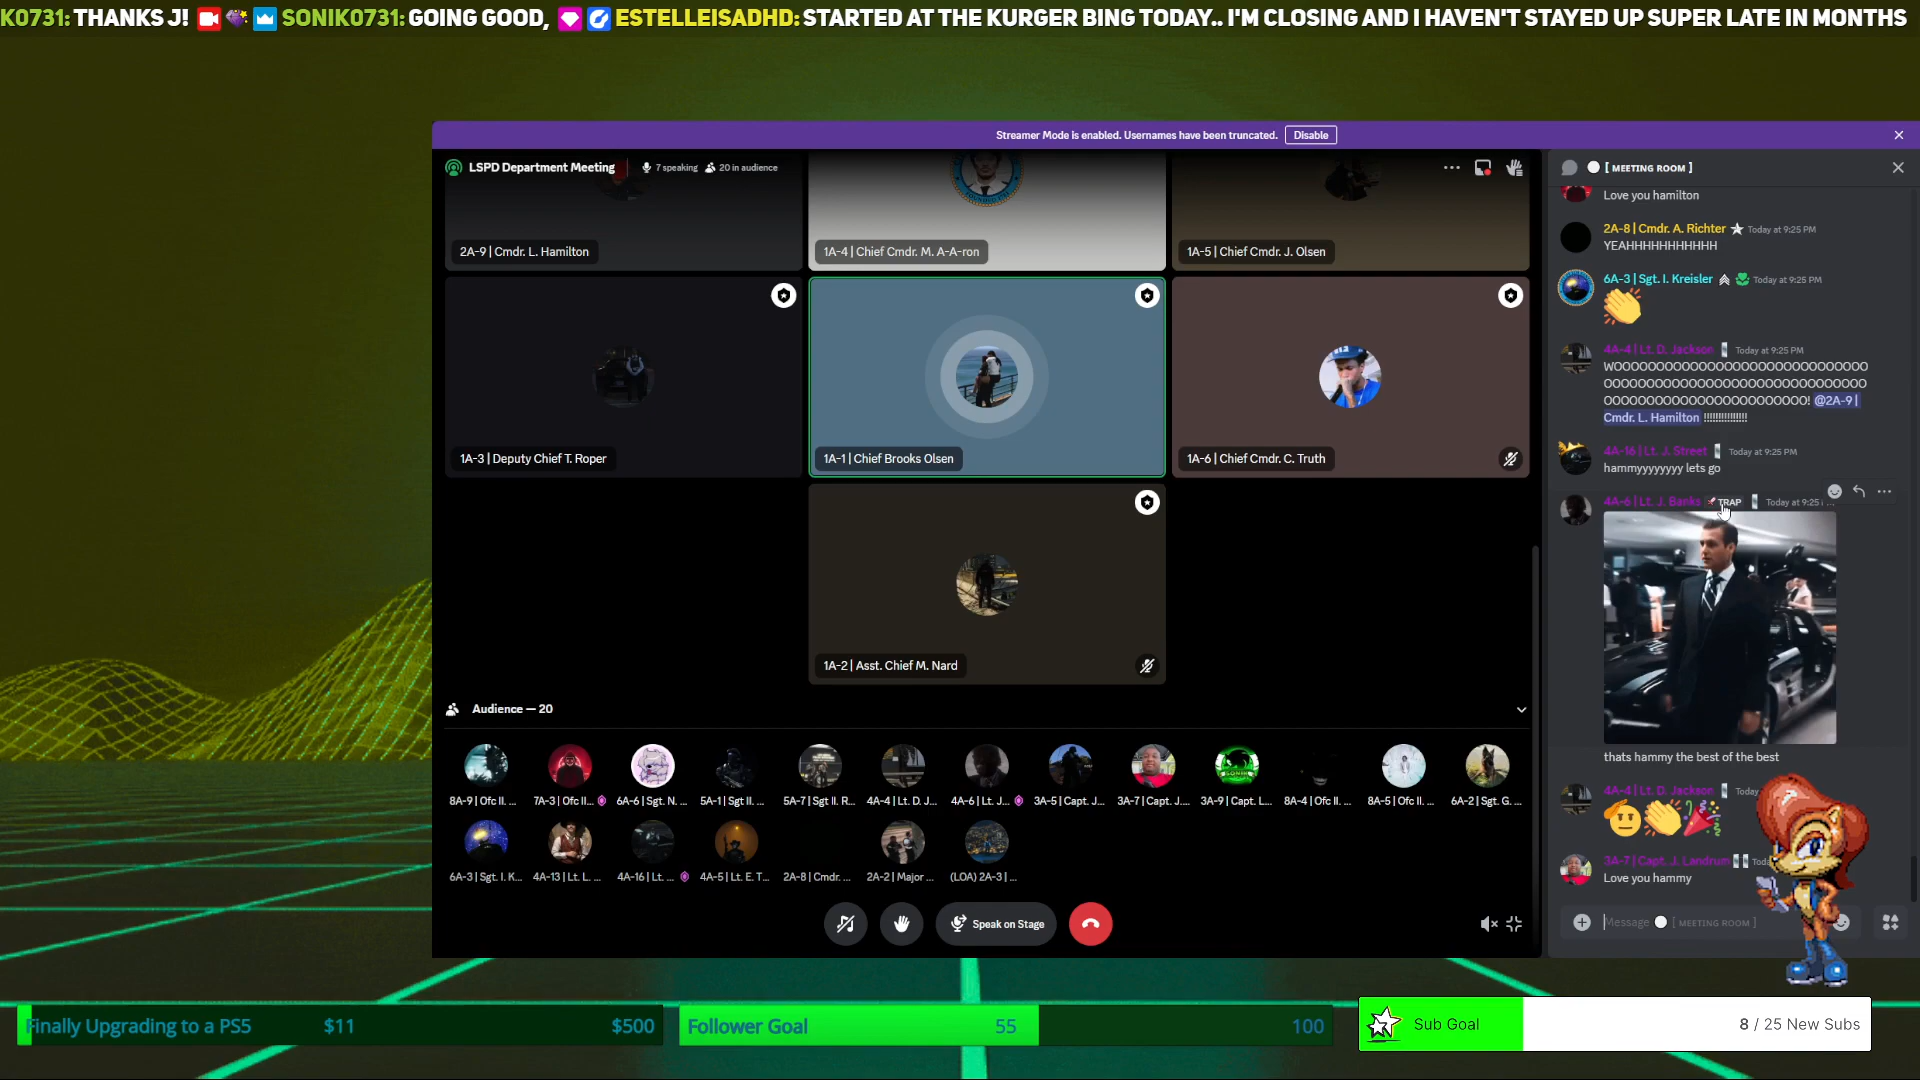 K0731: THANKS J! SONIK0731: GOING GOOD, ESTELLEISADHD: STARTED AT THE KURGER BING TODAY.. I'M CLOSING AND I HAVEN'T STAYED UP SUPER LATE IN MONTHS
Streamer Mode is enabled. Usernames have been truncated. Disable
LSPD Department Meeting 7 speaking 20 in audience
2A-9 | Cmdr. L. Hamilton
1A-4 | Chief Cmdr. M. A-A-ron
1A-5 | Chief Cmdr. J. Olsen
1A-3 | Deputy Chief T. Roper
1A-1 | Chief Brooks Olsen
1A-6 | Chief Cmdr. C. Truth
1A-2 | Asst. Chief M. Nard
Audience — 20
8A-9 | Ofc II. ... 7A-3 | Ofc II... 6A-6 | Sgt. N. ... 5A-1 | Sgt II. ... 5A-7 | Sgt II. R... 4A-4 | Lt. D. J... 4A-6 | Lt. J... 3A-5 | Capt. J... 3A-7 | Capt. J.... 3A-9 | Capt. L... 8A-4 | Ofc II. ... 8A-5 | Ofc II. ... 6A-2 | Sgt. G. ...
6A-3 | Sgt. I. K... 4A-13 | Lt. L. ... 4A-16 | Lt. ... 4A-5 | Lt. E. T... 2A-8 | Cmdr. ... 2A-2 | Major ... (LOA) 2A-3 | ...
Speak on Stage
[ MEETING ROOM ]
Love you hamilton
2A-8 | Cmdr. A. Richter Today at 9:25 PM
YEAHHHHHHHHHHH
6A-3 | Sgt. I. Kreisler Today at 9:25 PM
4A-4 | Lt. D. Jackson Today at 9:25 PM
WOOOOOOOOOOOOOOOOOOOOOOOOOOOOO
OOOOOOOOOOOOOOOOOOOOOOOOOOOOOO
OOOOOOOOOOOOOOOOOOOOOOO! @2A-9 |
Cmdr. L. Hamilton !!!!!!!!!!!!!!!
4A-16 | Lt. J. Street Today at 9:25 PM
hammyyyyyyyy lets go
4A-6 | Lt. J. Banks TRAP Today at 9:25 ...
thats hammy the best of the best
4A-4 | Lt. D. Jackson Today
3A-7 | Capt. J. Landrum Toda
Love you hammy
Message [ MEETING ROOM ]
Finally Upgrading to a PS5 $11 $500
Follower Goal 55 100
Sub Goal 8 / 25 New Subs